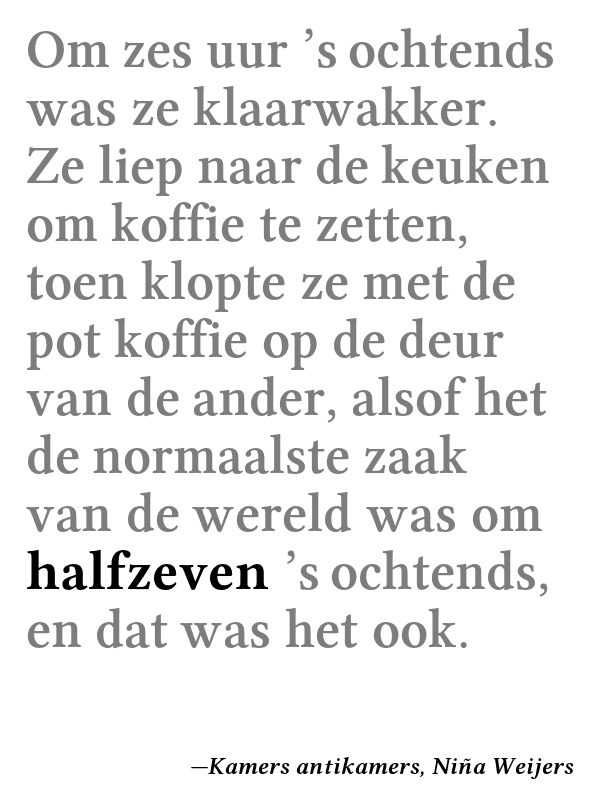 Om zes uur ’s ochtends
was ze klaarwakker.
Ze liep naar de keuken
om koffie te zetten,
toen klopte ze met de
pot koffie op de deur
van de ander, alsof het
de normaalste zaak
van de wereld was om
halfzeven ’s ochtends,
en dat was het ook.
—Kamers antikamers, Niña Weijers